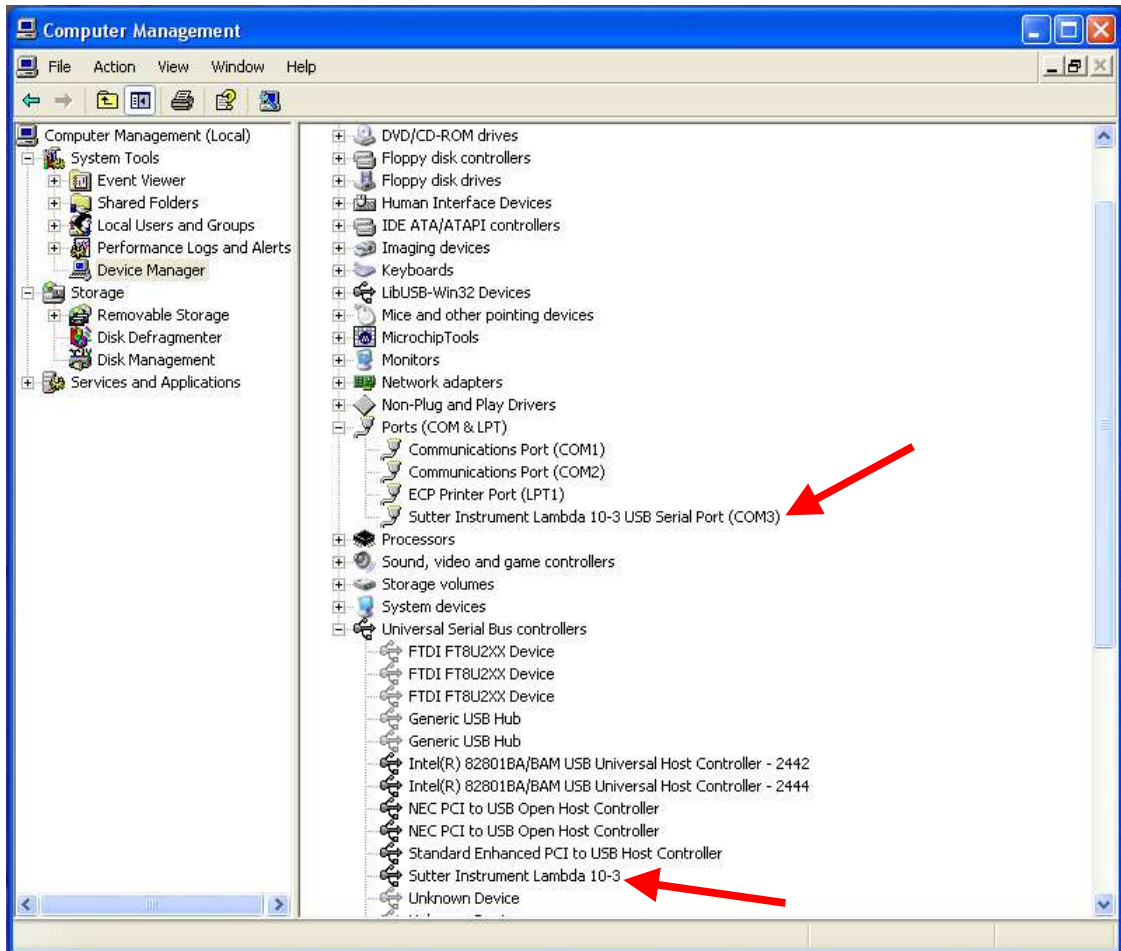 Computer Management
File Action View Window Help
Computer Management (Local)
System Tools
Event Viewer
Shared Folders
Local Users and Groups
Performance Logs and Alerts
Device Manager
Storage
Removable Storage
Disk Defragmenter
Disk Management
Services and Applications
DVD/CD-ROM drives
Floppy disk controllers
Floppy disk drives
Human Interface Devices
IDE ATA/ATAPI controllers
Imaging devices
Keyboards
LibUSB-Win32 Devices
Mice and other pointing devices
MicrochipTools
Monitors
Network adapters
Non-Plug and Play Drivers
Ports (COM & LPT)
Communications Port (COM1)
Communications Port (COM2)
ECP Printer Port (LPT1)
Sutter Instrument Lambda 10-3 USB Serial Port (COM3)
Processors
Sound, video and game controllers
Storage volumes
System devices
Universal Serial Bus controllers
FTDI FT8U2XX Device
FTDI FT8U2XX Device
FTDI FT8U2XX Device
Generic USB Hub
Generic USB Hub
Intel(R) 82801BA/BAM USB Universal Host Controller - 2442
Intel(R) 82801BA/BAM USB Universal Host Controller - 2444
NEC PCI to USB Open Host Controller
NEC PCI to USB Open Host Controller
Standard Enhanced PCI to USB Host Controller
Sutter Instrument Lambda 10-3
Unknown Device